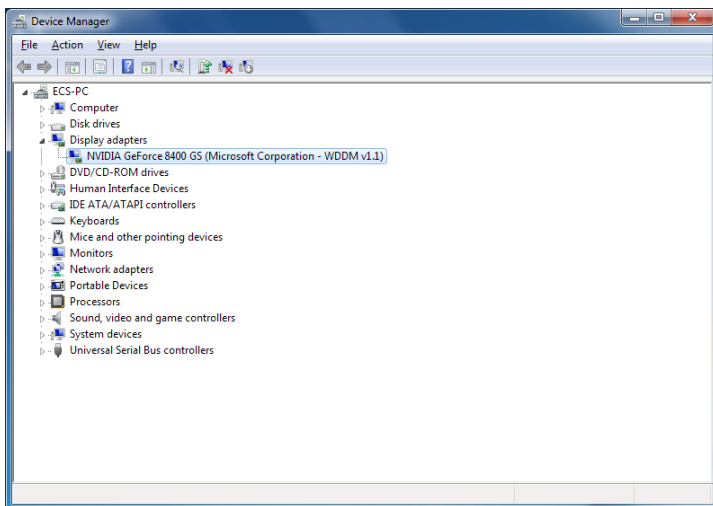 Device Manager
File Action View Help
ECS-PC
Computer
Disk drives
Display adapters
NVIDIA GeForce 8400 GS (Microsoft Corporation - WDDM v1.1)
DVD/CD-ROM drives
Human Interface Devices
IDE ATA/ATAPI controllers
Keyboards
Mice and other pointing devices
Monitors
Network adapters
Portable Devices
Processors
Sound, video and game controllers
System devices
Universal Serial Bus controllers